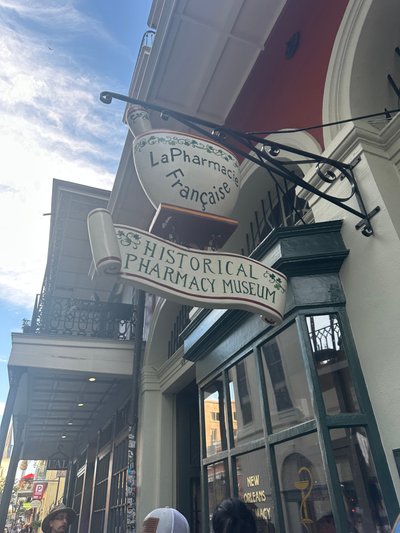 LaPharmacie
Française
HISTORICAL
PHARMACY MUSEUM
NEW
ORLEANS